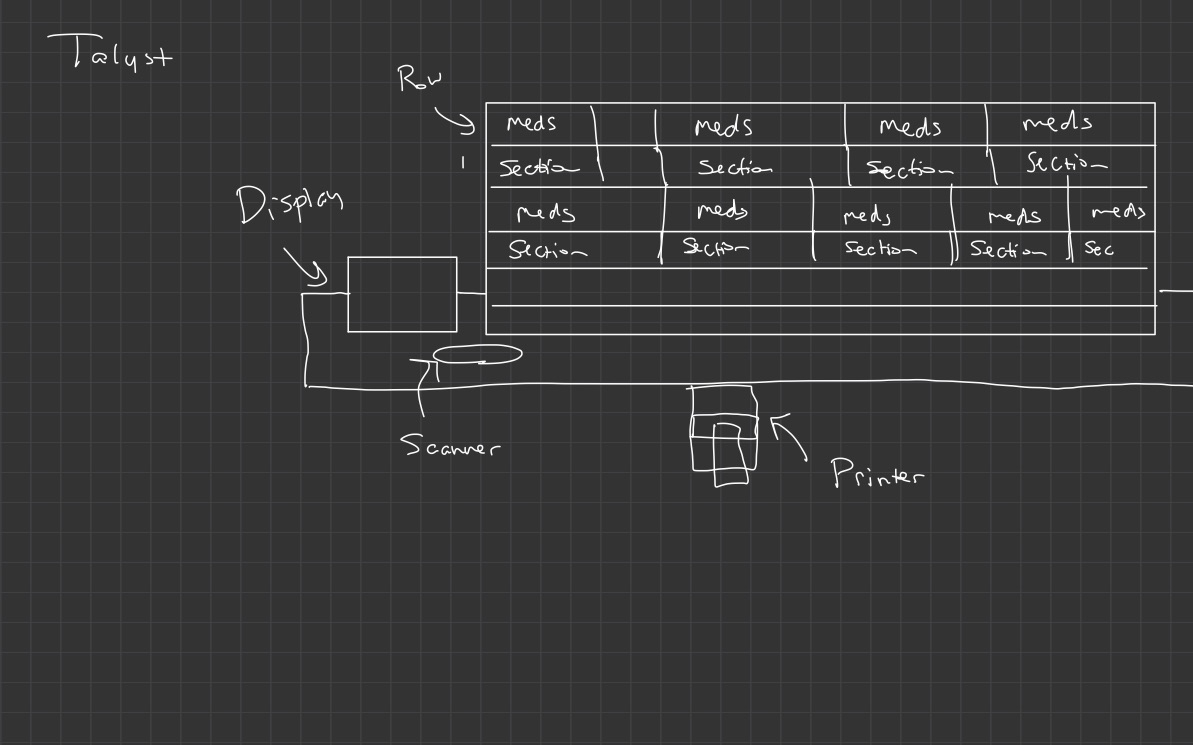 Talyst
Row
1
meds meds meds meds
Section Section Section Section
Display
meds meds meds meds meds
Section Section Section Section Sec
Scanner
Printer